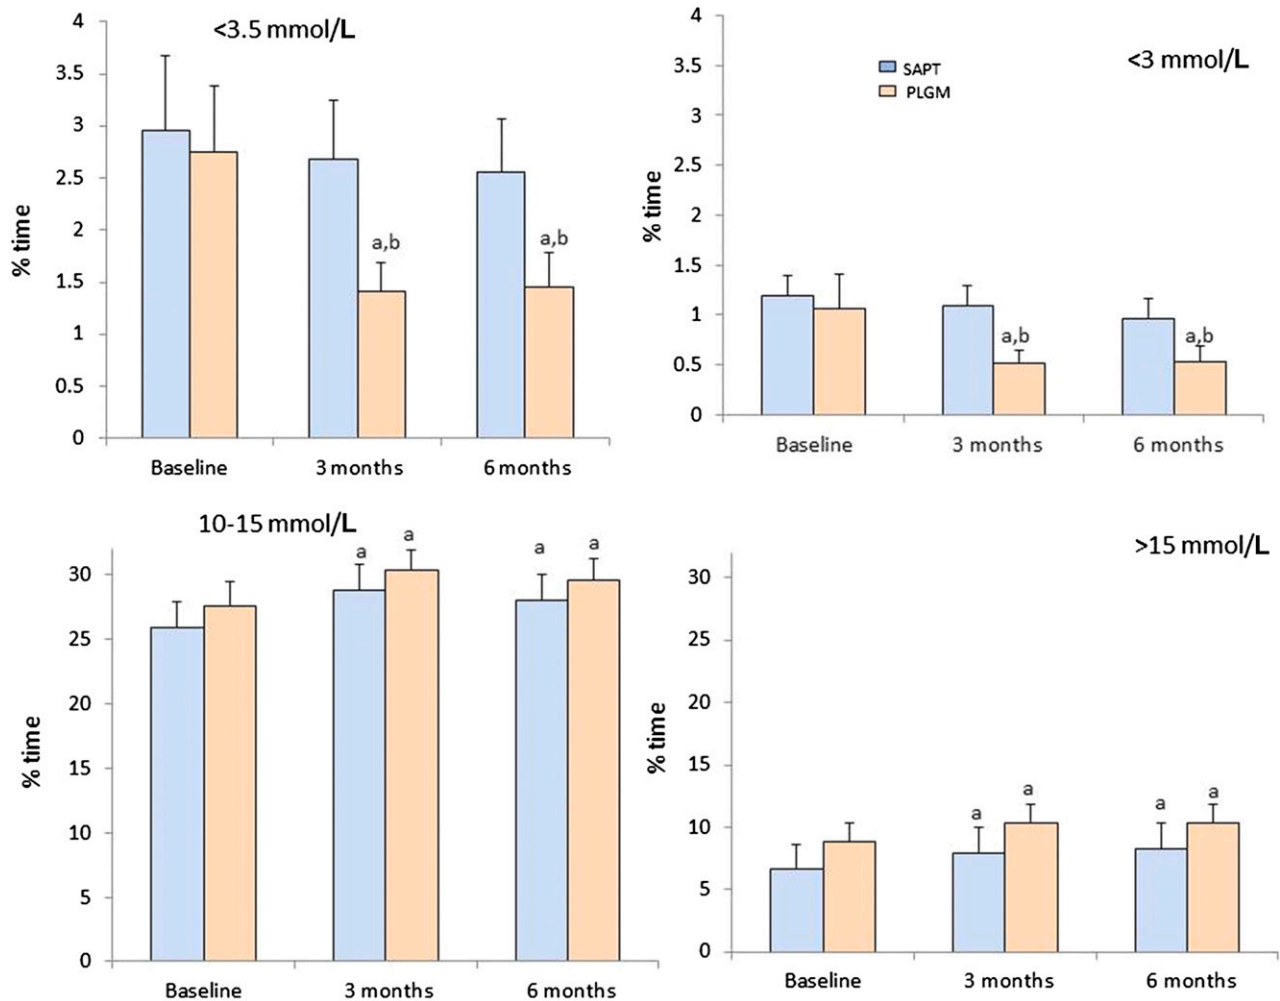 <3.5 mmol/L
4
3.5
3
2.5
2
1.5
1
0.5
0
% time
a,b
a,b
Baseline
3 months
6 months
<3 mmol/L
SAPT
PLGM
4
3.5
3
2.5
2
1.5
1
0.5
0
% time
a,b
a,b
Baseline
3 months
6 months
10-15 mmol/L
30
25
20
15
10
5
0
% time
a
a
a
a
Baseline
3 months
6 months
>15 mmol/L
30
25
20
15
10
5
0
% time
a
a
a
a
Baseline
3 months
6 months